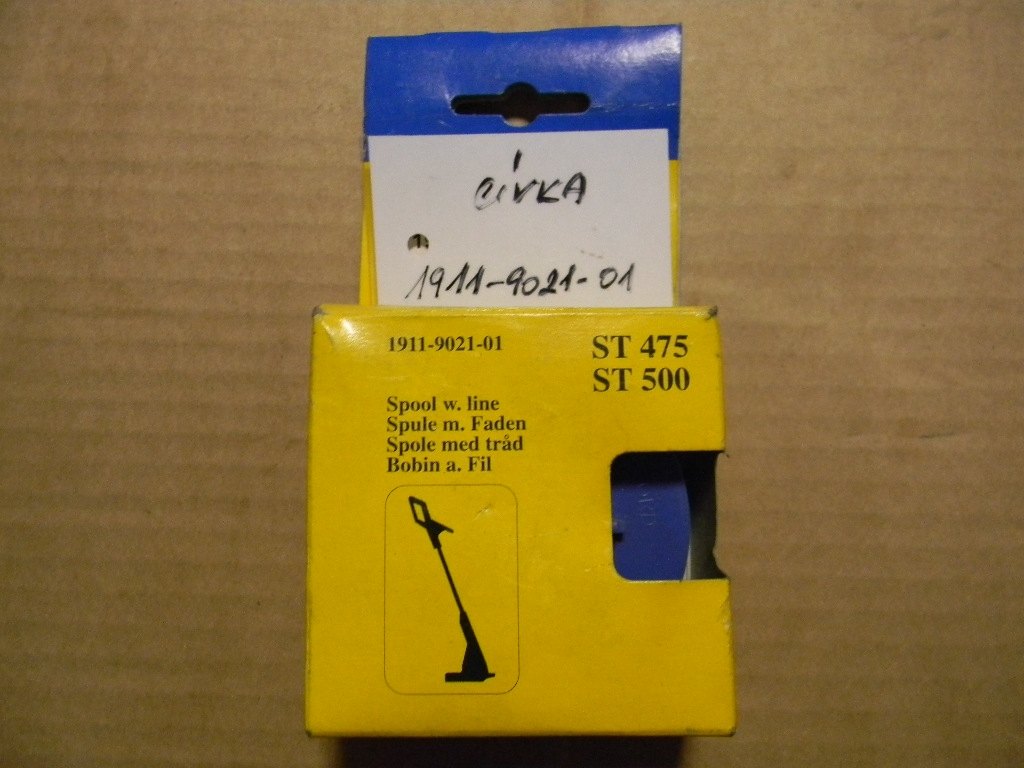 CÍVKA
1911-9021-01
1911-9021-01
ST 475
ST 500
Spool w. line
Spule m. Faden
Spole med tråd
Bobin a. Fil